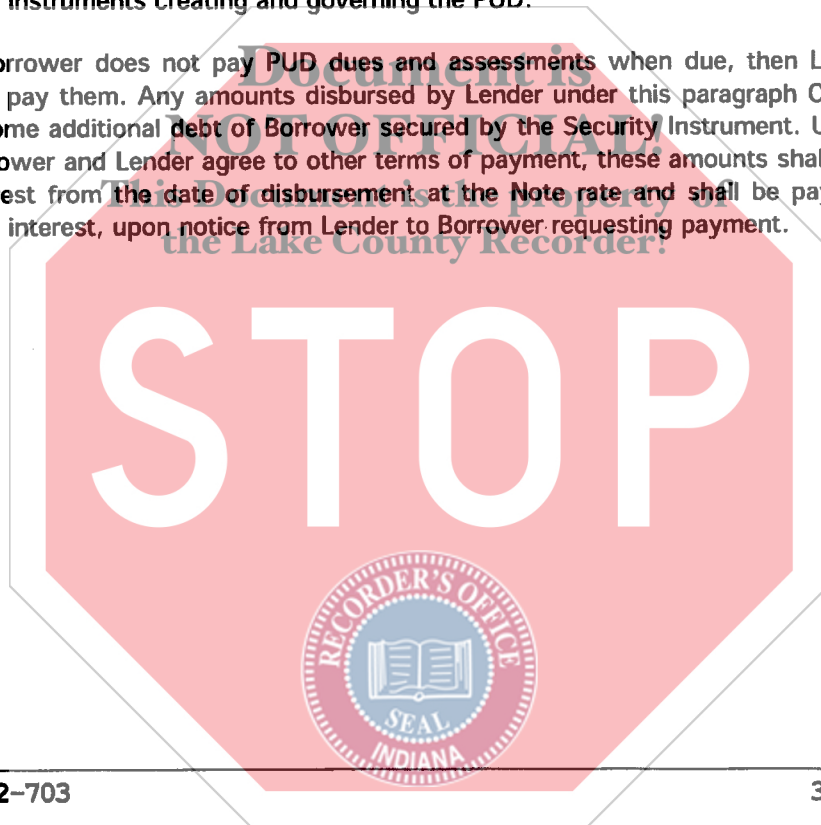 instruments creating and governing the PUD.
orrower does not pay PUD dues and assessments when due, then L
pay them. Any amounts disbursed by Lender under this paragraph C
ome additional debt of Borrower secured by the Security Instrument. U
ower and Lender agree to other terms of payment, these amounts shal
est from the date of disbursement at the Note rate and shall be pay
interest, upon notice from Lender to Borrower requesting payment.
Document is
NOT OFFICIAL!
This Document is the property of
the Lake County Recorder!
STOP
RECORDER'S OFFICE
SEAL
INDIANA
2-703 3